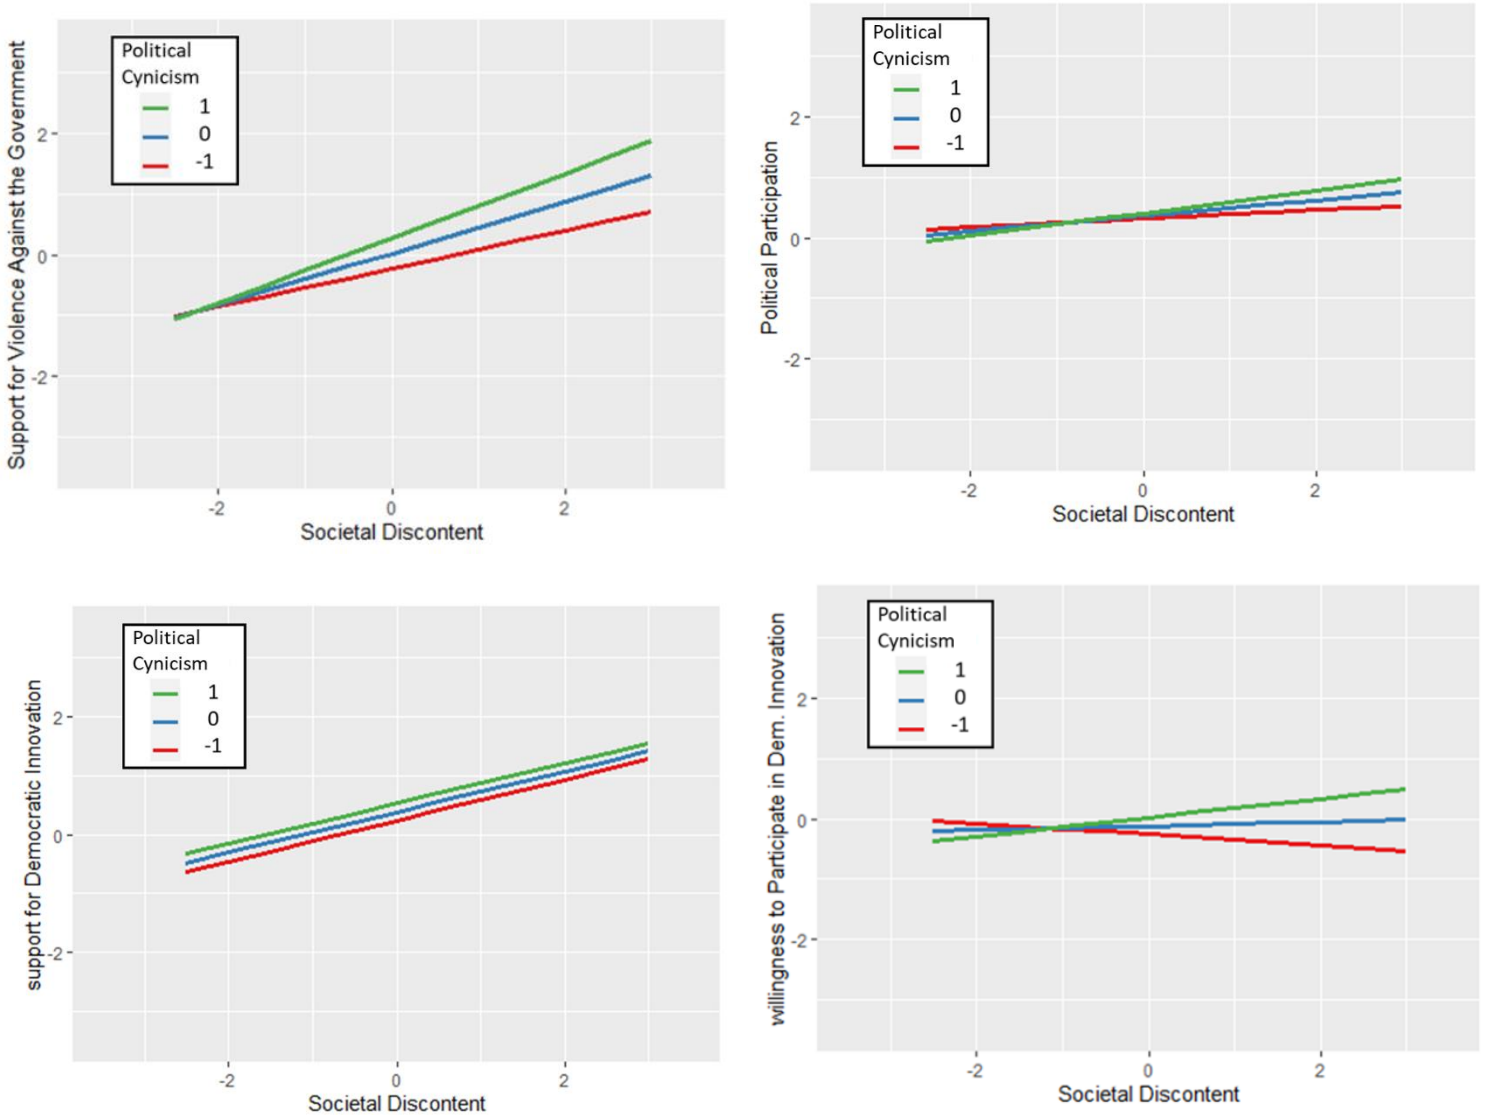 Support for Violence Against the Government
Political
Cynicism
1
0
-1
2
0
-2
-2
0
2
Societal Discontent
Political Participation
Political
Cynicism
1
0
-1
2
0
-2
-2
0
2
Societal Discontent
support for Democratic Innovation
Political
Cynicism
1
0
-1
2
0
-2
-2
0
2
Societal Discontent
willingness to Participate in Dem. Innovation
Political
Cynicism
1
0
-1
2
0
-2
-2
0
2
Societal Discontent